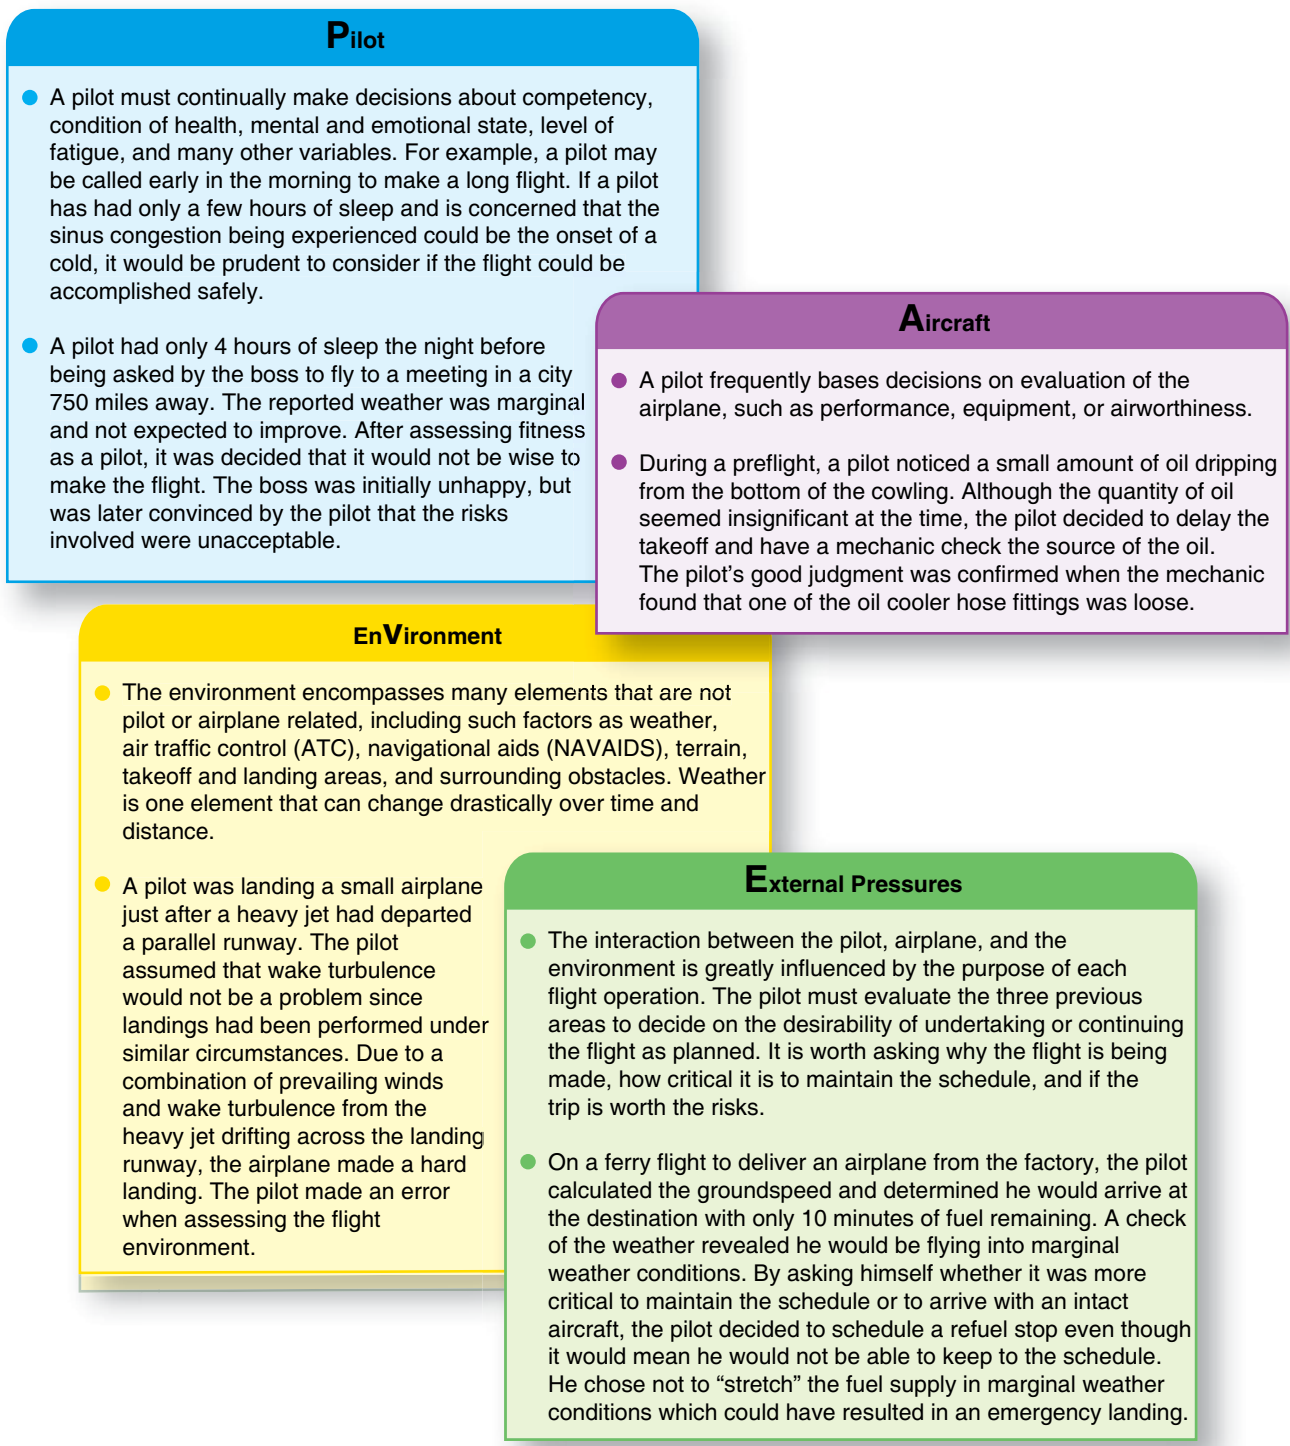 Pilot
A pilot must continually make decisions about competency,
condition of health, mental and emotional state, level of
fatigue, and many other variables. For example, a pilot may
be called early in the morning to make a long flight. If a pilot
has had only a few hours of sleep and is concerned that the
sinus congestion being experienced could be the onset of a
cold, it would be prudent to consider if the flight could be
accomplished safely.
A pilot had only 4 hours of sleep the night before
being asked by the boss to fly to a meeting in a city
750 miles away. The reported weather was marginal
and not expected to improve. After assessing fitness
as a pilot, it was decided that it would not be wise to
make the flight. The boss was initially unhappy, but
was later convinced by the pilot that the risks
involved were unacceptable.
Aircraft
A pilot frequently bases decisions on evaluation of the
airplane, such as performance, equipment, or airworthiness.
During a preflight, a pilot noticed a small amount of oil dripping
from the bottom of the cowling. Although the quantity of oil
seemed insignificant at the time, the pilot decided to delay the
takeoff and have a mechanic check the source of the oil.
The pilot's good judgment was confirmed when the mechanic
found that one of the oil cooler hose fittings was loose.
EnVironment
The environment encompasses many elements that are not
pilot or airplane related, including such factors as weather,
air traffic control (ATC), navigational aids (NAVAIDS), terrain,
takeoff and landing areas, and surrounding obstacles. Weather
is one element that can change drastically over time and
distance.
A pilot was landing a small airplane
just after a heavy jet had departed
a parallel runway. The pilot
assumed that wake turbulence
would not be a problem since
landings had been performed under
similar circumstances. Due to a
combination of prevailing winds
and wake turbulence from the
heavy jet drifting across the landing
runway, the airplane made a hard
landing. The pilot made an error
when assessing the flight
environment.
External Pressures
The interaction between the pilot, airplane, and the
environment is greatly influenced by the purpose of each
flight operation. The pilot must evaluate the three previous
areas to decide on the desirability of undertaking or continuing
the flight as planned. It is worth asking why the flight is being
made, how critical it is to maintain the schedule, and if the
trip is worth the risks.
On a ferry flight to deliver an airplane from the factory, the pilot
calculated the groundspeed and determined he would arrive at
the destination with only 10 minutes of fuel remaining. A check
of the weather revealed he would be flying into marginal
weather conditions. By asking himself whether it was more
critical to maintain the schedule or to arrive with an intact
aircraft, the pilot decided to schedule a refuel stop even though
it would mean he would not be able to keep to the schedule.
He chose not to “stretch” the fuel supply in marginal weather
conditions which could have resulted in an emergency landing.